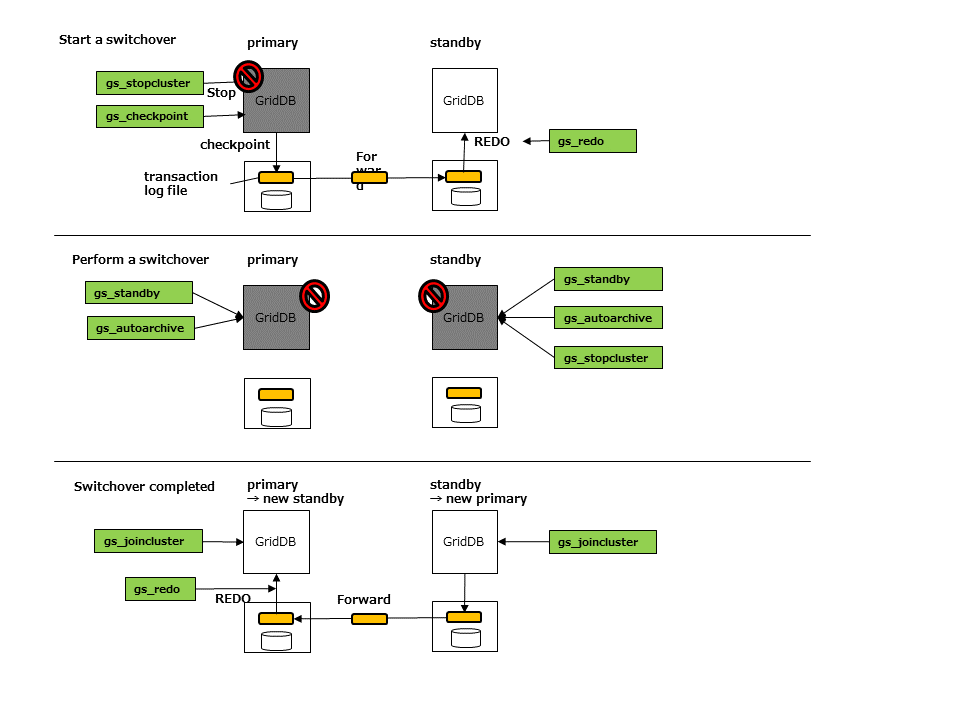 Start a switchover
primary
standby
gs_stopcluster
Stop
GridDB
GridDB
gs_checkpoint
checkpoint
REDO
gs_redo
For
war
d
transaction
log file
Perform a switchover
primary
standby
gs_standby
gs_autoarchive
GridDB
GridDB
gs_standby
gs_autoarchive
gs_stopcluster
Switchover completed
primary
→ new standby
standby
→ new primary
gs_joincluster
GridDB
GridDB
gs_joincluster
gs_redo
REDO
Forward